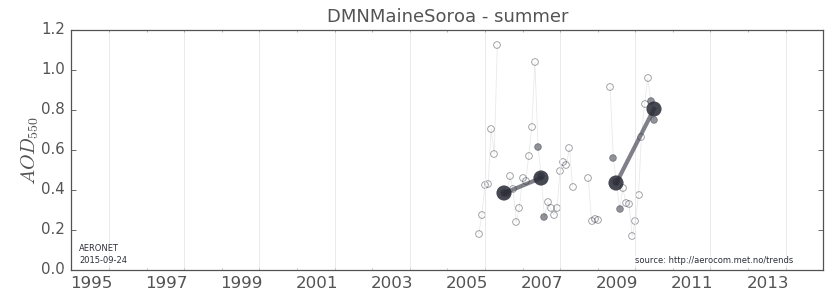 DMNMaineSoroa - summer
1.2
1.0
0.8
0.6
0.4
0.2
0.0
AOD550
AERONET
2015-09-24
source: http://aerocom.met.no/trends
1995 1997 1999 2001 2003 2005 2007 2009 2011 2013